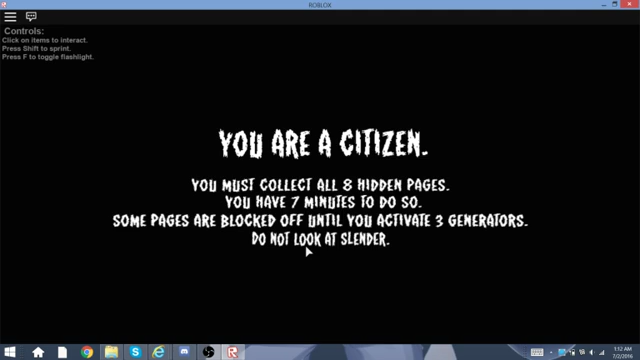 ROBLOX
Controls:
Click on items to interact.
Press Shift to sprint.
Press F to toggle flashlight.
YOU ARE A CITIZEN.
YOU MUST COLLECT ALL 8 HIDDEN PAGES.
YOU HAVE 7 MINUTES TO DO SO.
SOME PAGES ARE BLOCKED OFF UNTIL YOU ACTIVATE 3 GENERATORS.
DO NOT LOOK AT SLENDER.
1:12 AM
7/2/2016